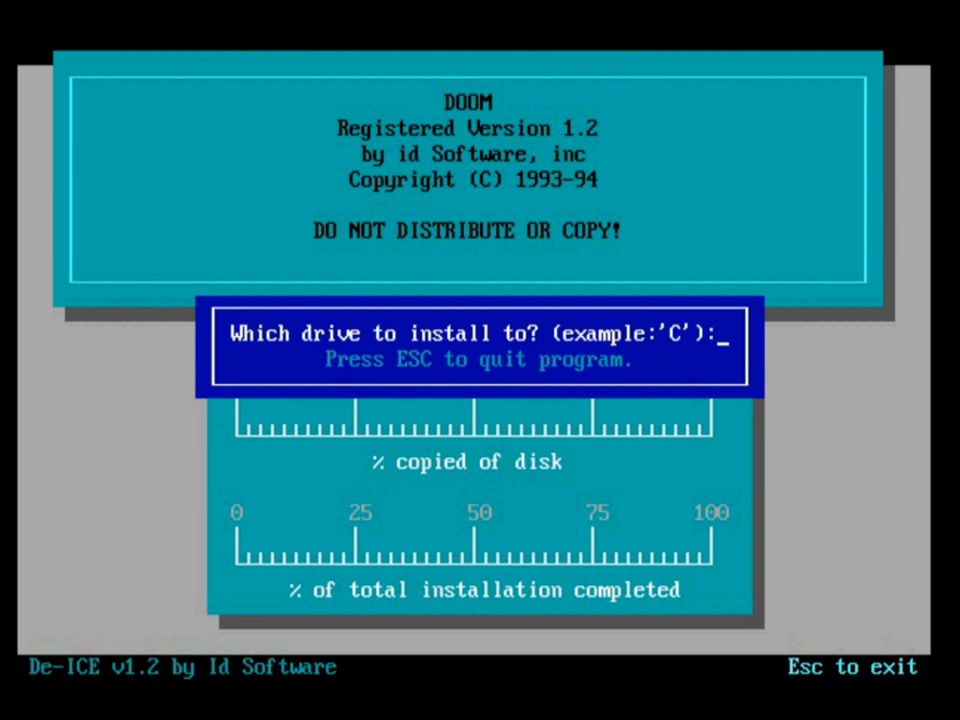 DOOM
Registered Version 1.2
by id Software, inc
Copyright (C) 1993-94
DO NOT DISTRIBUTE OR COPY!
Which drive to install to? (example:'C'):_
Press ESC to quit program.
% copied of disk
0 25 50 75 100
% of total installation completed
De-ICE v1.2 by Id Software Esc to exit